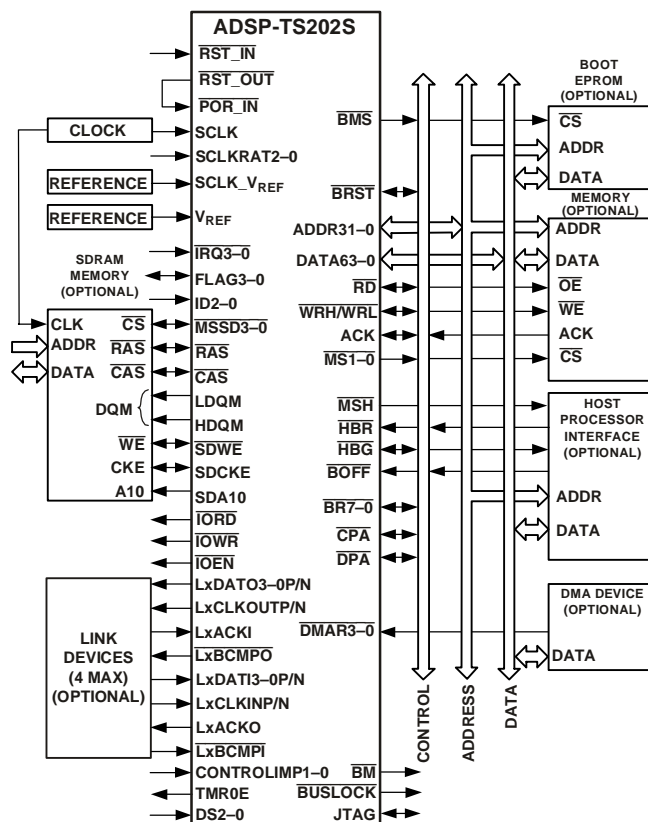 ADSP-TS202S
RST_IN
RST_OUT
POR_IN
CLOCK
SCLK
SCLKRAT2–0
REFERENCE
SCLK_VREF
REFERENCE
VREF
IRQ3–0
SDRAM
MEMORY
(OPTIONAL)
FLAG3–0
ID2–0
CLK
CS
MSSD3–0
ADDR
RAS
RAS
DATA
CAS
CAS
DQM
LDQM
HDQM
WE
SDWE
CKE
SDCKE
A10
SDA10
IORD
IOWR
IOEN
LINK
DEVICES
(4 MAX)
(OPTIONAL)
LxDATO3–0P/N
LxCLKOUTP/N
LxACKI
LxBCMPO
LxDATI3–0P/N
LxCLKINP/N
LxACKO
LxBCMPI
CONTROLIMP1–0
TMR0E
DS2–0
BMS
BRST
ADDR31–0
DATA63–0
RD
WRH/WRL
ACK
MS1–0
MSH
HBR
HBG
BOFF
BR7–0
CPA
DPA
DMAR3–0
BM
BUSLOCK
JTAG
CONTROL
ADDRESS
DATA
BOOT
EPROM
(OPTIONAL)
CS
ADDR
DATA
MEMORY
(OPTIONAL)
ADDR
DATA
OE
WE
ACK
CS
HOST
PROCESSOR
INTERFACE
(OPTIONAL)
ADDR
DATA
DMA DEVICE
(OPTIONAL)
DATA